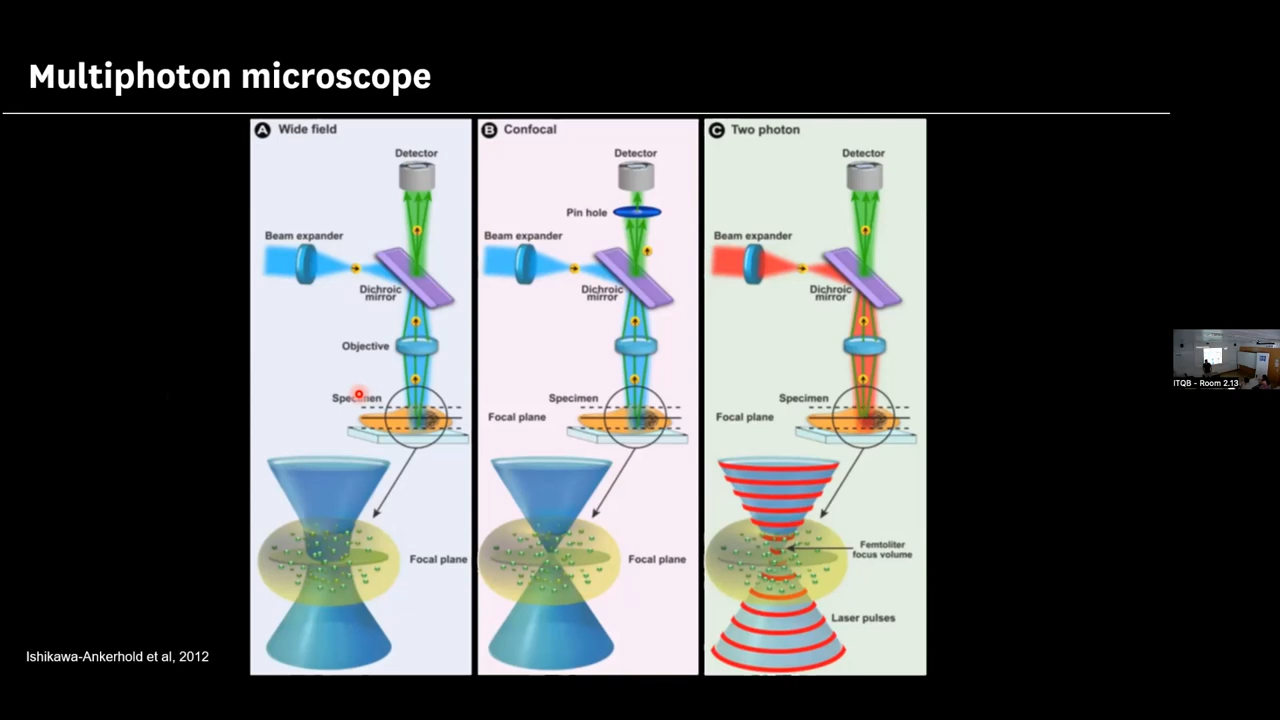 Multiphoton microscope
A Wide field
Detector
Beam expander
Dichroic
mirror
Objective
Specimen
Focal plane
B Confocal
Detector
Pin hole
Beam expander
Dichroic
mirror
Specimen
Focal plane
Focal plane
C Two photon
Detector
Beam expander
Dichroic
mirror
Specimen
Focal plane
Femtoliter
focus volume
Laser pulses
Ishikawa-Ankerhold et al, 2012
ITQB - Room 2.13